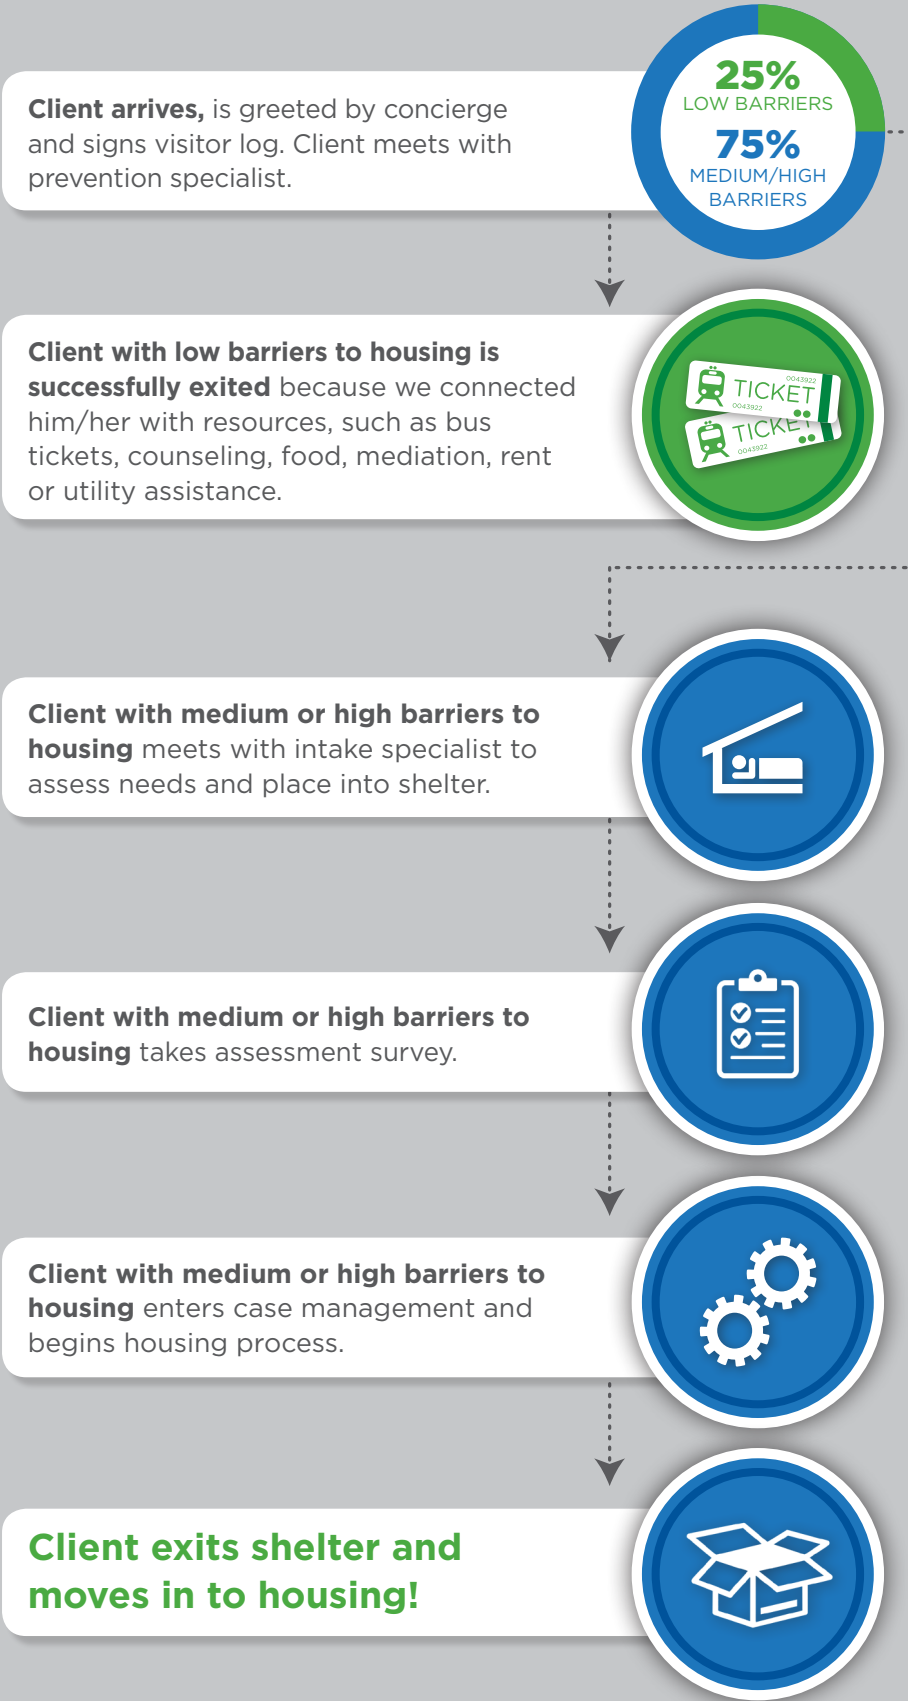 25%
LOW BARRIERS
75%
MEDIUM/HIGH
BARRIERS
Client arrives, is greeted by concierge
and signs visitor log. Client meets with
prevention specialist.
Client with low barriers to housing is
successfully exited because we connected
him/her with resources, such as bus
tickets, counseling, food, mediation, rent
or utility assistance.
0043922
TICKET
0043922
TICKET
0043922
Client with medium or high barriers to
housing meets with intake specialist to
assess needs and place into shelter.
Client with medium or high barriers to
housing takes assessment survey.
Client with medium or high barriers to
housing enters case management and
begins housing process.
Client exits shelter and
moves in to housing!